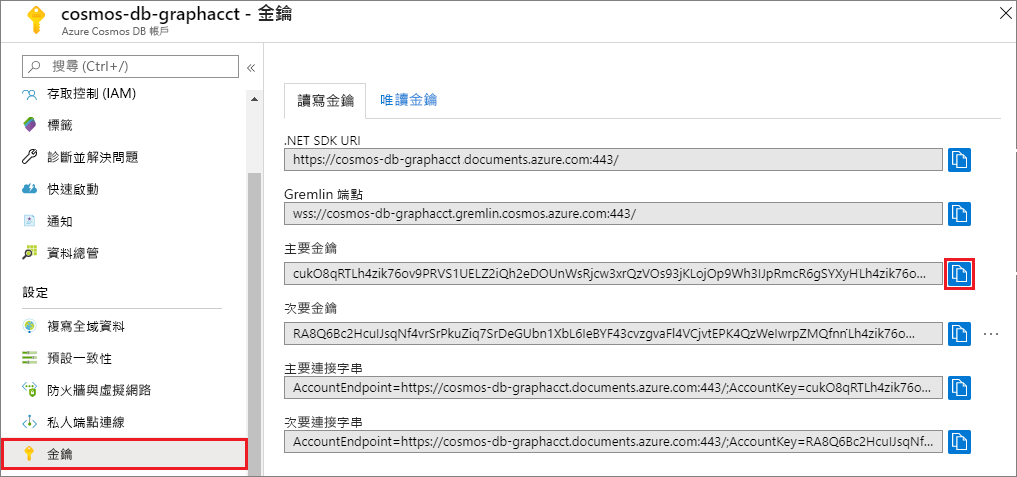 cosmos-db-graphacct - 金鑰
Azure Cosmos DB 帳戶
搜尋 (Ctrl+/)
存取控制 (IAM)
標籤
診斷並解決問題
快速啟動
通知
資料總管
設定
複寫全域資料
預設一致性
防火牆與虛擬網路
私人端點連線
金鑰
讀寫金鑰 唯讀金鑰
.NET SDK URI
https://cosmos-db-graphacct.documents.azure.com:443/
Gremlin 端點
wss://cosmos-db-graphacct.gremlin.cosmos.azure.com:443/
主要金鑰
cukO8qRTLh4zik76ov9PRVS1UELZ2iQh2eDOUnWsRjcw3xrQzVOs93jKLojOp9Wh3IJpRmcR6gSYXyHLh4zik76o...
次要金鑰
RA8Q6Bc2HcuIJsqNf4vrSrPkuZiq7SrDeGUbn1XbL6IeBYF43cvzgvaFl4VCjvtEPK4QzWeIwrpZMQfnn¨Lh4zik76o...
主要連接字串
AccountEndpoint=https://cosmos-db-graphacct.documents.azure.com:443/;AccountKey=cukO8qRTLh4zik76o...
次要連接字串
AccountEndpoint=https://cosmos-db-graphacct.documents.azure.com:443/;AccountKey=RA8Q6Bc2HcuIJsqNf...